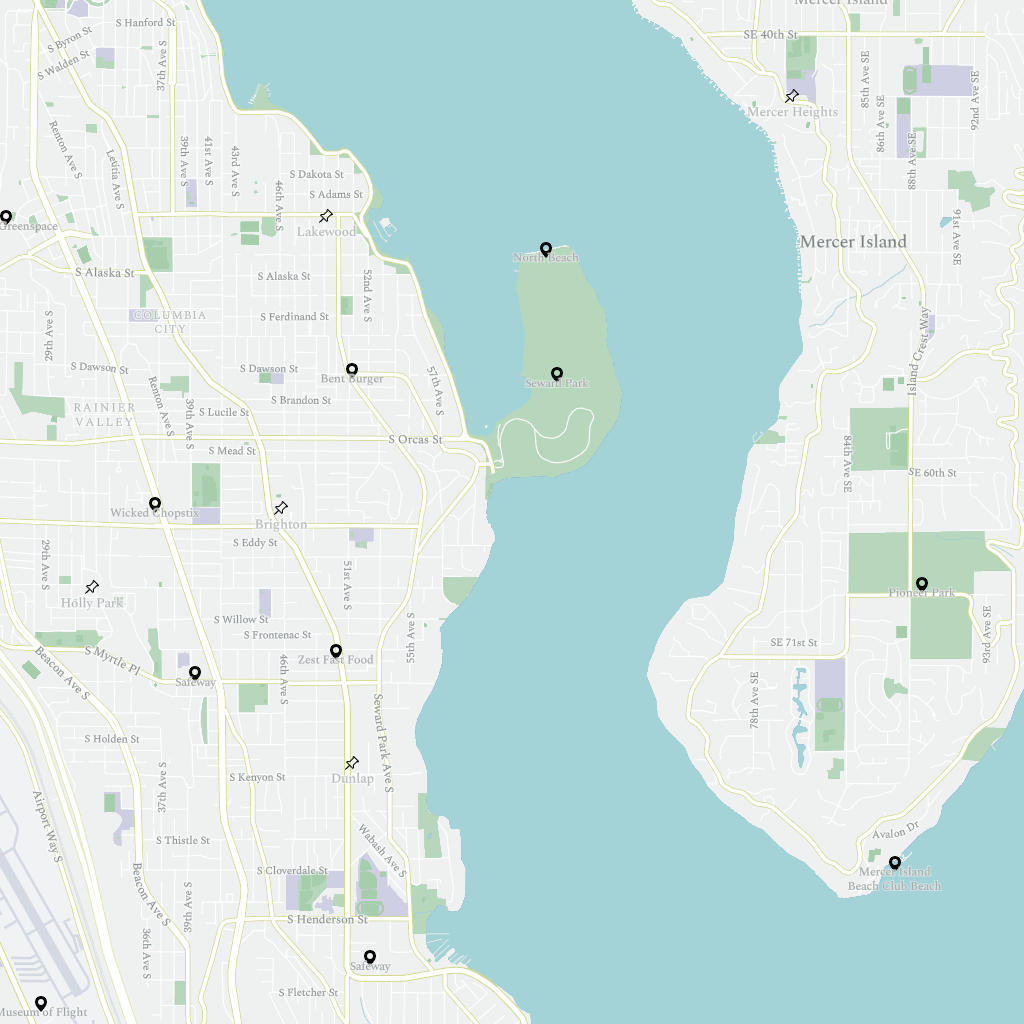 Mercer Island
S Hanford St
SE 40th St
S Byron St
S Walden St
37th Ave S
85th Ave SE
92nd Ave SE
Mercer Heights
86th Ave SE
88th Ave SE
Renton Ave S
Letitia Ave S
39th Ave S
41st Ave S
43rd Ave S
46th Ave S
S Dakota St
S Adams St
Greenspace
Lakewood
91st Ave SE
Mercer Island
North Beach
S Alaska St
S Alaska St
52nd Ave S
COLUMBIA
CITY
S Ferdinand St
29th Ave S
Island Crest Way
S Dawson St
S Dawson St
Bent Burger
57th Ave S
Seward Park
RAINIER
VALLEY
Renton Ave S
39th Ave S
S Brandon St
S Lucile St
S Orcas St
S Mead St
84th Ave SE
SE 60th St
Wicked Chopstix
Brighton
S Eddy St
29th Ave S
51st Ave S
Holly Park
Pioneer Park
S Willow St
S Frontenac St
55th Ave S
93rd Ave SE
SE 71st St
S Myrtle Pl
Beacon Ave S
Zest Fast Food
Safeway
46th Ave S
78th Ave SE
Seward Park Ave S
S Holden St
S Kenyon St
Dunlap
37th Ave S
Airport Way S
S Thistle St
Wabash Ave S
Avalon Dr
Beacon Ave S
S Cloverdale St
Mercer Island
Beach Club Beach
39th Ave S
S Henderson St
36th Ave S
Safeway
S Fletcher St
Museum of Flight